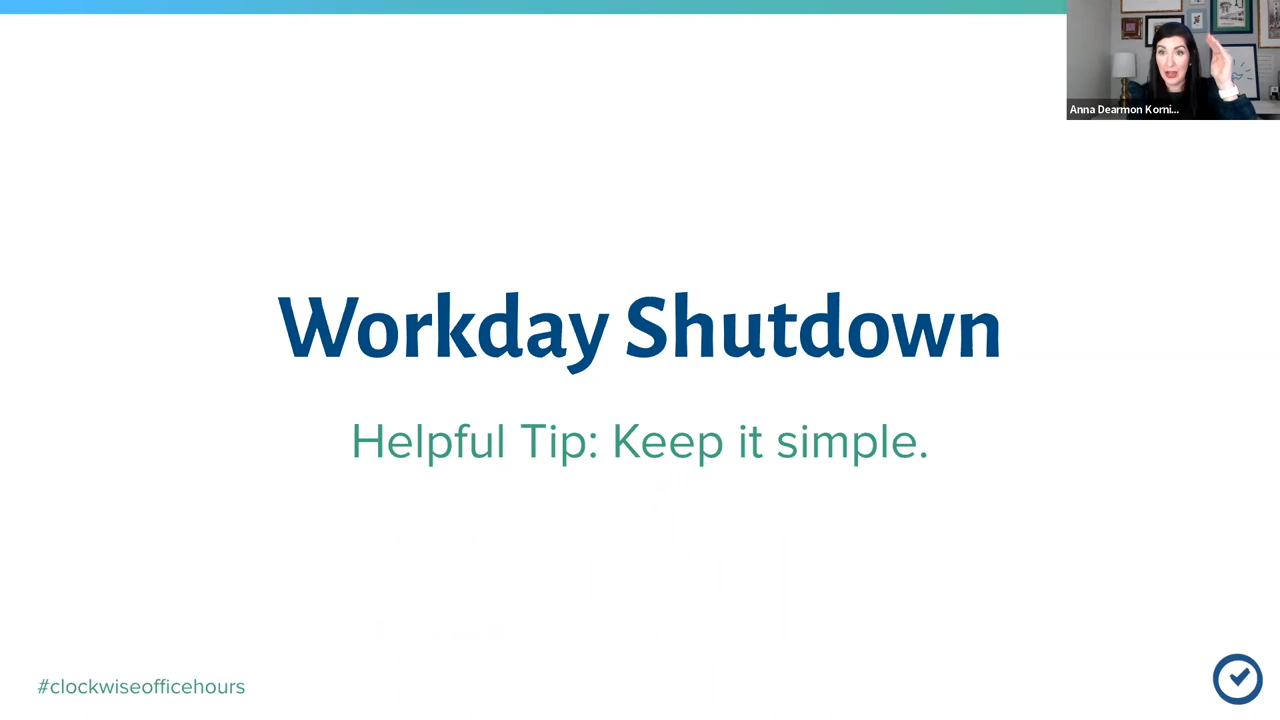 Anna Dearmon Korni...
Workday Shutdown
Helpful Tip: Keep it simple.
#clockwiseofficehours